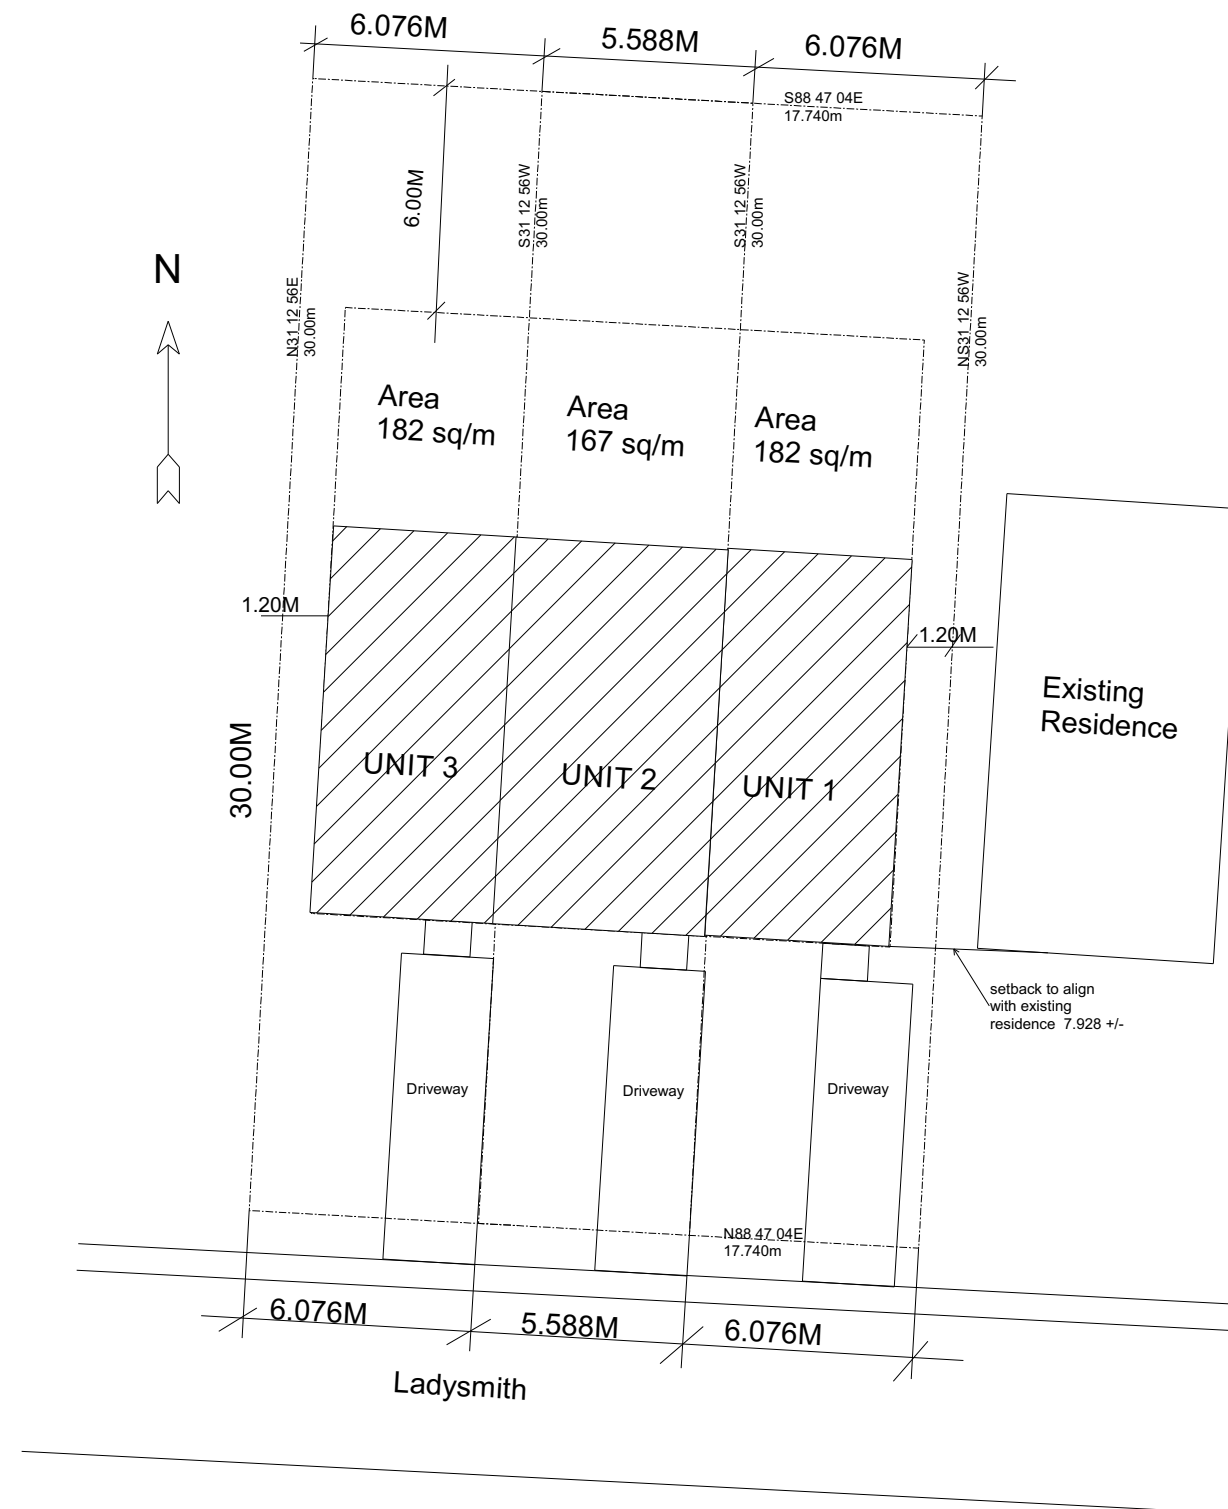 6.076M
5.588M
6.076M
S88 47 04E
17.740m
6.00M
S31 12 56W
30.00m
S31 12 56W
30.00m
N
N31 12 56E
30.00m
NS31 12 56W
30.00m
Area
182 sq/m
Area
167 sq/m
Area
182 sq/m
1.20M
1.20M
Existing
Residence
30.00M
UNIT 3
UNIT 2
UNIT 1
setback to align
with existing
residence 7.928 +/-
Driveway
Driveway
Driveway
N88 47 04E
17.740m
6.076M
5.588M
6.076M
Ladysmith